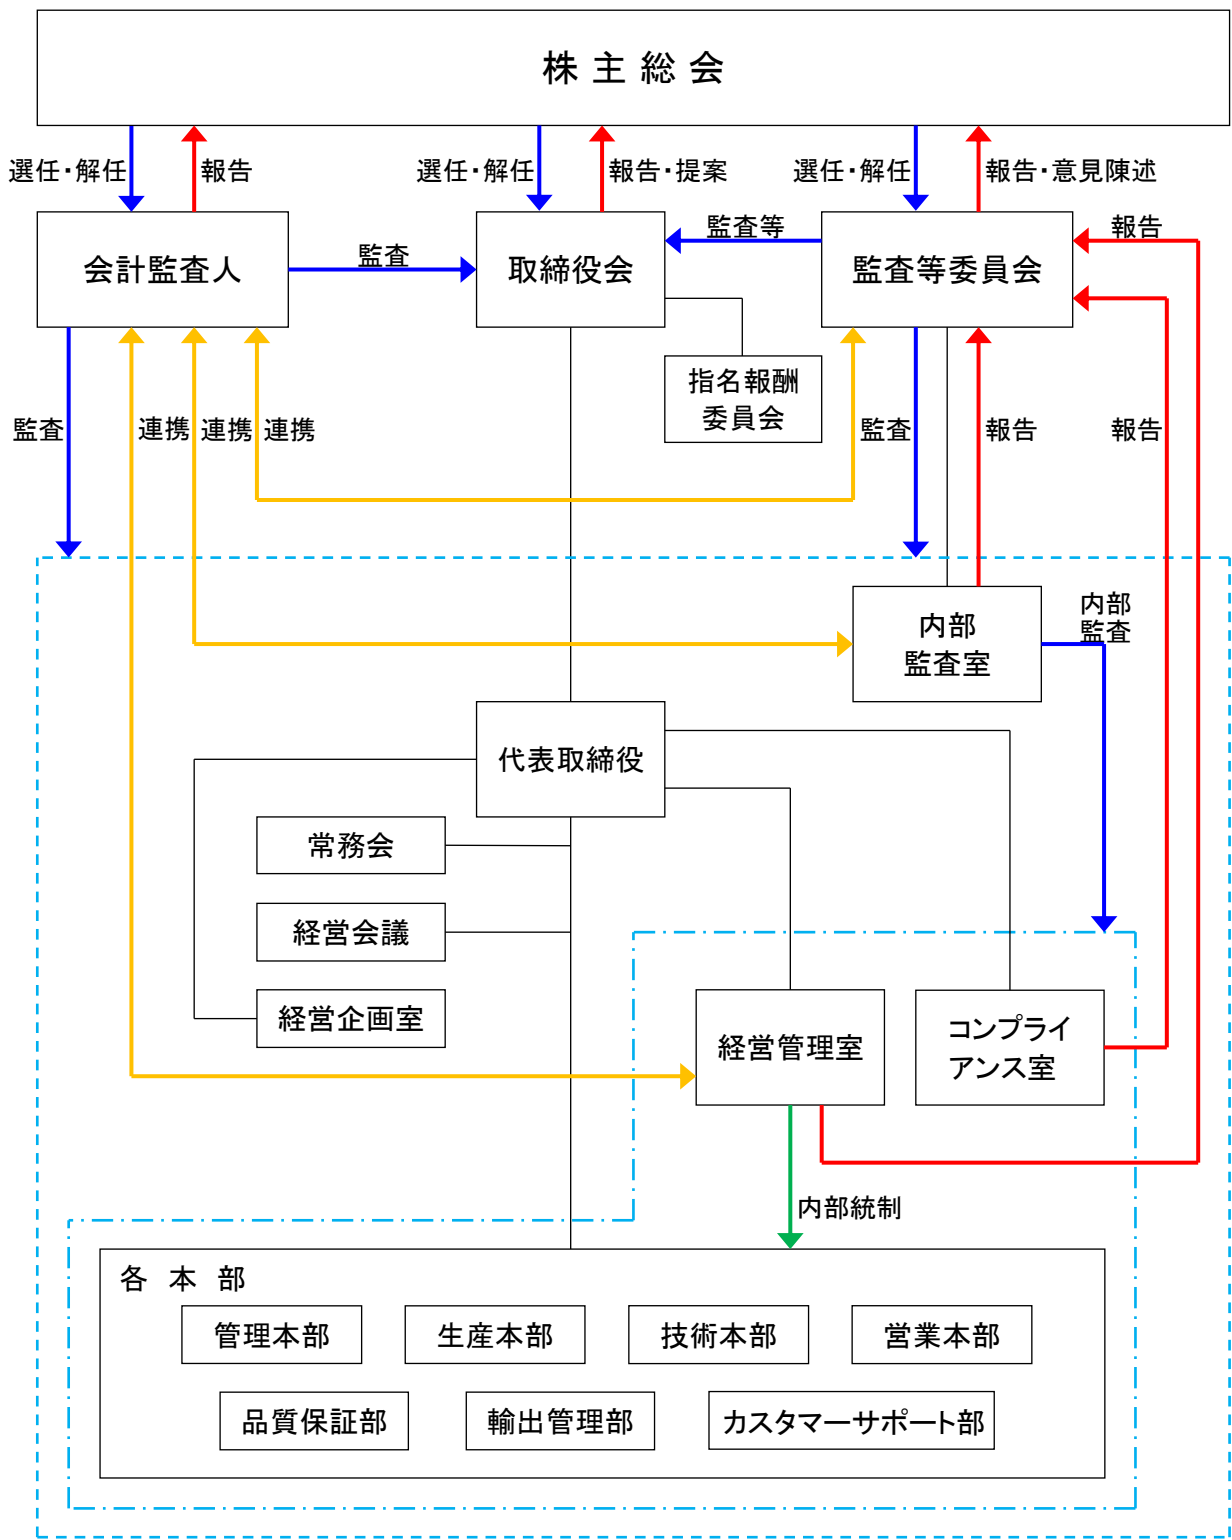 株主総会
選任・解任
報告
選任・解任
報告・提案
選任・解任
報告・意見陳述
会計監査人
監査
取締役会
監査等
監査等委員会
報告
指名報酬
委員会
監査
連携
連携
連携
監査
報告
報告
内部
監査室
内部
監査
代表取締役
常務会
経営会議
経営企画室
経営管理室
コンプライ
アンス室
内部統制
各本部
管理本部
生産本部
技術本部
営業本部
品質保証部
輸出管理部
カスタマーサポート部